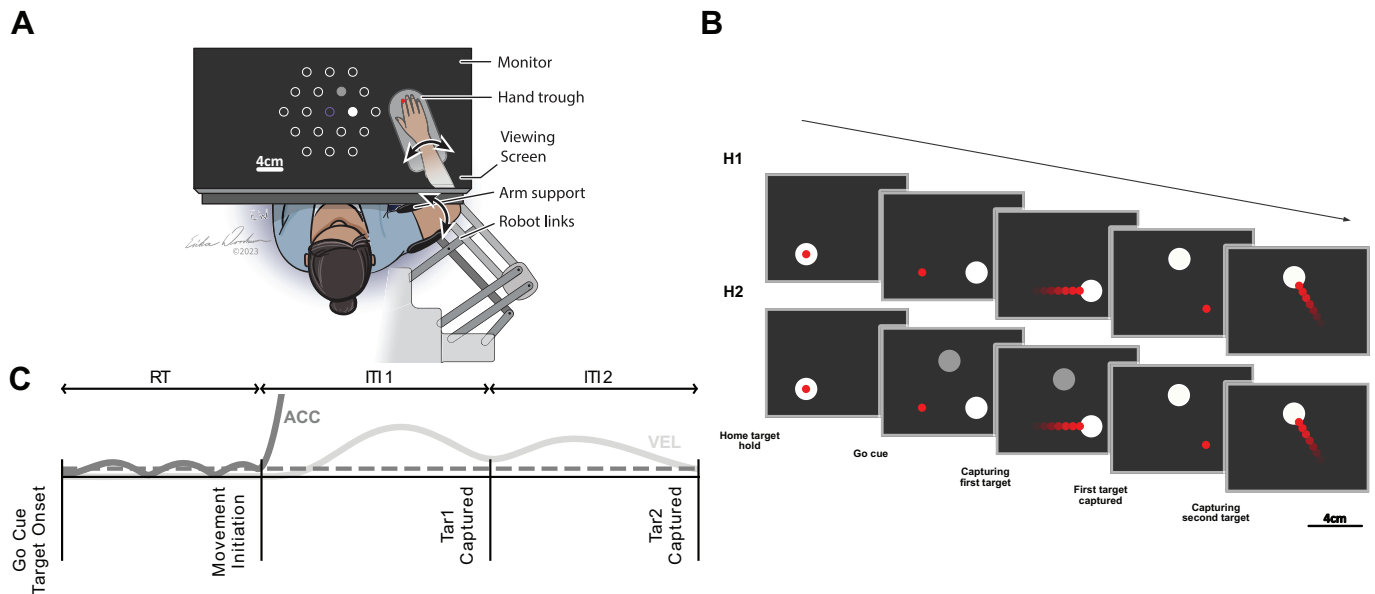 A
Monitor
Hand trough
Viewing
Screen
Arm support
Robot links
4cm
©2023
B
H1
H2
Home target
hold
Go cue
Capturing
first target
First target
captured
Capturing
second target
4cm
C
RT
ITI 1
ITI 2
ACC
VEL
Go Cue
Target Onset
Movement
Initiation
Tar1
Captured
Tar2
Captured